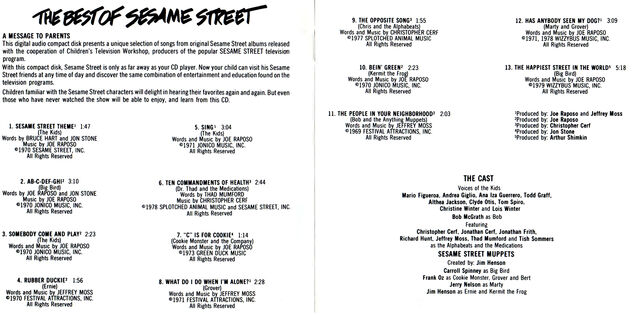 THE BEST OF SESAME STREET
A MESSAGE TO PARENTS
This digital audio compact disk presents a unique selection of songs from original Sesame Street albums released
with the cooperation of Children's Television Workshop, producers of the popular SESAME STREET television
program.
With this compact disk, Sesame Street is only as far away as your CD player. Now your child can visit his Sesame
Street friends at any time of day and discover the same combination of entertainment and education found on the
television programs.
Children familiar with the Sesame Street characters will delight in hearing their favorites again and again. But even
those who have never watched the show will be able to enjoy, and learn from this CD.
1. SESAME STREET THEME¹ 1:47
(The Kids)
Words by BRUCE HART and JON STONE
Music by JOE RAPOSO
©1970 SESAME STREET, INC.
All Rights Reserved
2. AB-C-DEF-GHI² 3:10
(Big Bird)
Words by JOE RAPOSO and JON STONE
Music by JOE RAPOSO
©1970 JONICO MUSIC, INC.
All Rights Reserved
3. SOMEBODY COME AND PLAY² 2:23
(The Kids)
Words and Music by JOE RAPOSO
©1970 JONICO MUSIC, INC.
All Rights Reserved
4. RUBBER DUCKIE² 1:56
(Ernie)
Words and Music by JEFFREY MOSS
©1970 FESTIVAL ATTRACTIONS, INC.
All Rights Reserved
5. SING 3:04
(The Kids)
Words and Music by JOE RAPOSO
©1971 JONICO MUSIC, INC.
All Rights Reserved
6. TEN COMMANDMENTS OF HEALTH³ 2:44
(Dr. Thad and the Medications)
Words by THAD MUMFORD
Music by CHRISTOPHER CERF
©1978 SPLOTCHED ANIMAL MUSIC and SESAME STREET, INC.
All Rights Reserved
7. "C" IS FOR COOKIE⁴ 1:14
(Cookie Monster and the Company)
Words and Music by JOE RAPOSO
©1973 GREEN DUCK MUSIC
All Rights Reserved
8. WHAT DO I DO WHEN I'M ALONE? 2:28
(Grover)
Words and Music by JEFFREY MOSS
©1971 FESTIVAL ATTRACTIONS, INC.
All Rights Reserved
9. THE OPPOSITE SONG³ 1:55
(Chris and the Alphabeats)
Words and Music by CHRISTOPHER CERF
©1977 SPLOTCHED ANIMAL MUSIC
All Rights Reserved
10. BEIN' GREEN² 2:23
(Kermit the Frog)
Words and Music by JOE RAPOSO
©1970 JONICO MUSIC, INC.
All Rights Reserved
11. THE PEOPLE IN YOUR NEIGHBORHOOD² 2:03
(Bob and the Anything Muppets)
Words and Music by JEFFREY MOSS
©1969 FESTIVAL ATTRACTIONS, INC.
All Rights Reserved
12. HAS ANYBODY SEEN MY DOG? 3:09
(Marty and Grover)
Words and Music by JOE RAPOSO
©1971, 1978 WIZZYBUS MUSIC, INC.
All Rights Reserved
13. THE HAPPIEST STREET IN THE WORLD 5:18
(Big Bird)
Words and Music by JOE RAPOSO
©1979 WIZZYBUS MUSIC, INC.
All Rights Reserved
¹Produced by: Joe Raposo and Jeffrey Moss
²Produced by: Joe Raposo
³Produced by: Christopher Cerf
⁴Produced by: Jon Stone
⁵Produced by: Arthur Shimkin
THE CAST
Voices of the Kids
Mario Figueroa, Andrea Giglio, Ana Iza Guerrero, Todd Graff,
Althea Jackson, Clyde Otis, Tom Spiro,
Christine Winter and Lois Winter
Bob McGrath as Bob
Featuring
Christopher Cerf, Jonathan Cerf, Jonathan Frith,
Richard Hunt, Jeffrey Moss, Thad Mumford and Tish Sommers
as the Alphabeats and the Medications
SESAME STREET MUPPETS
Created by: Jim Henson
Carroll Spinney as Big Bird
Frank Oz as Cookie Monster, Grover and Bert
Jerry Nelson as Marty
Jim Henson as Ernie and Kermit the Frog